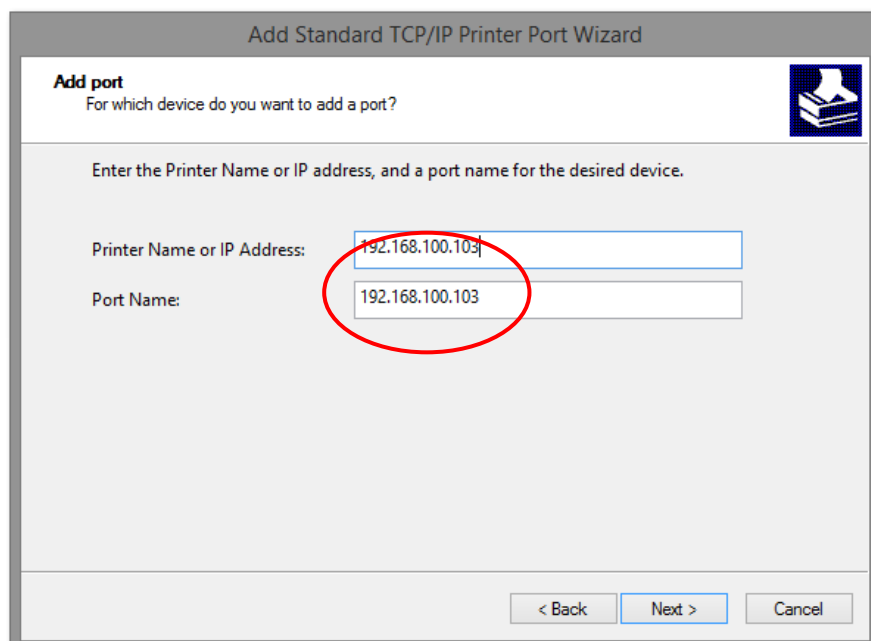 Add Standard TCP/IP Printer Port Wizard
Add port
For which device do you want to add a port?
Enter the Printer Name or IP address, and a port name for the desired device.
Printer Name or IP Address: 192.168.100.103
Port Name: 192.168.100.103
< Back Next > Cancel